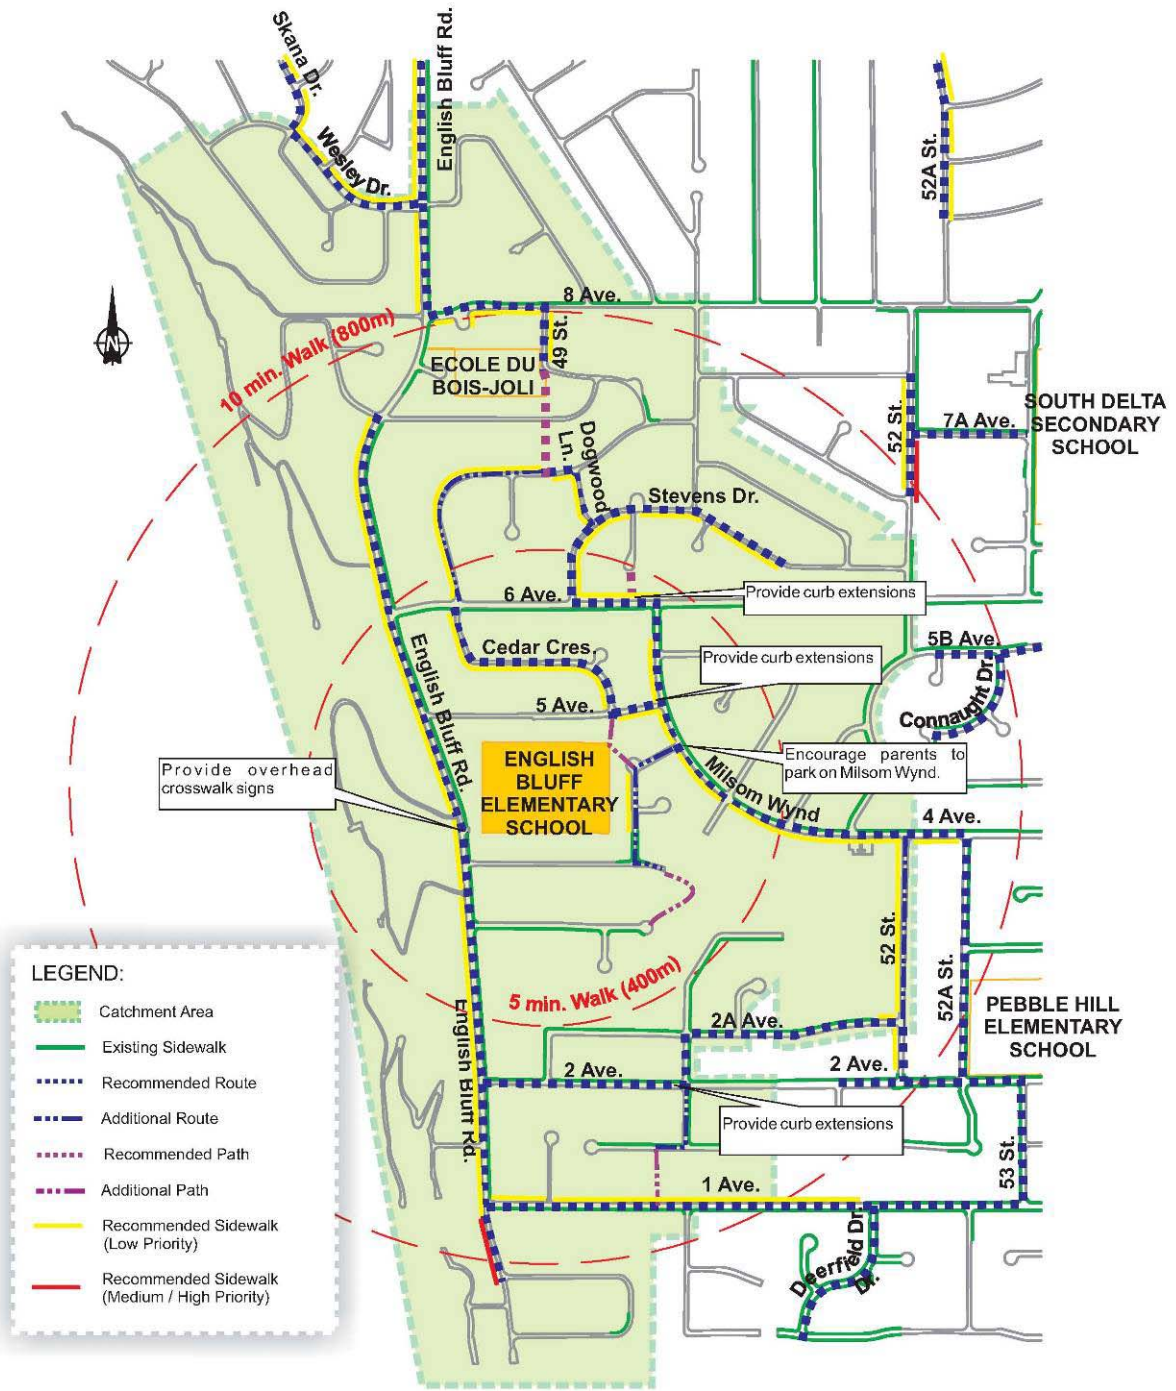 Skana Dr.
English Bluff Rd.
Wesley Dr.
52A St.
8 Ave.
10 min. Walk (800m)
49 St.
ECOLE DU
BOIS-JOLI
N
52 St.
7A Ave.
SOUTH DELTA
SECONDARY
SCHOOL
Dogwood
Ln.
Stevens Dr.
6 Ave.
Provide curb extensions
English Bluff Rd.
Cedar Cres.
Provide curb extensions
5B Ave.
Connaught Dr.
5 Ave.
ENGLISH
BLUFF
ELEMENTARY
SCHOOL
Provide overhead
crosswalk signs
Milsom Wynd
Encourage parents to
park on Milsom Wynd.
4 Ave.
52 St.
52A St.
5 min. Walk (400m)
PEBBLE HILL
ELEMENTARY
SCHOOL
2A Ave.
English Bluff Rd.
2 Ave.
2 Ave.
Provide curb extensions
53 St.
1 Ave.
Deerfield Dr.
Dr.
LEGEND:
Catchment Area
Existing Sidewalk
Recommended Route
Additional Route
Recommended Path
Additional Path
Recommended Sidewalk
(Low Priority)
Recommended Sidewalk
(Medium / High Priority)